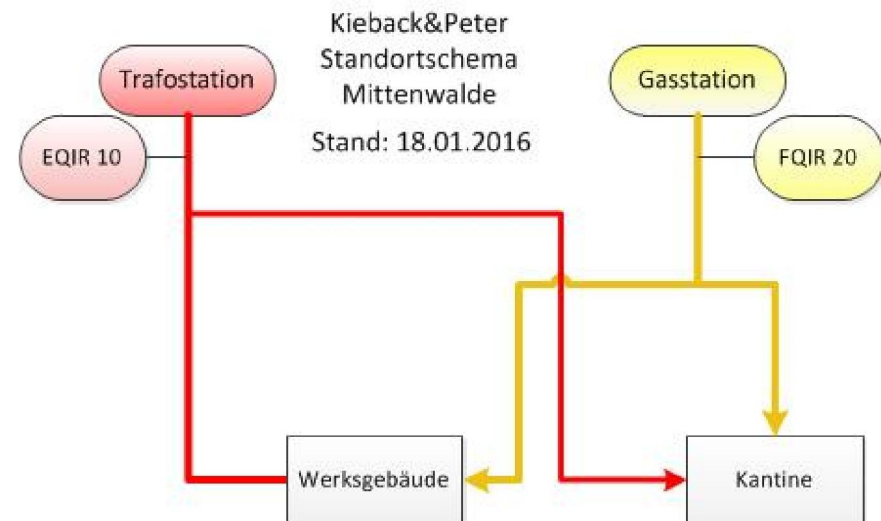 Kieback&Peter
Standortschema
Mittenwalde
Stand: 18.01.2016
Trafostation
Gasstation
EQIR 10
FQIR 20
Werksgebäude
Kantine